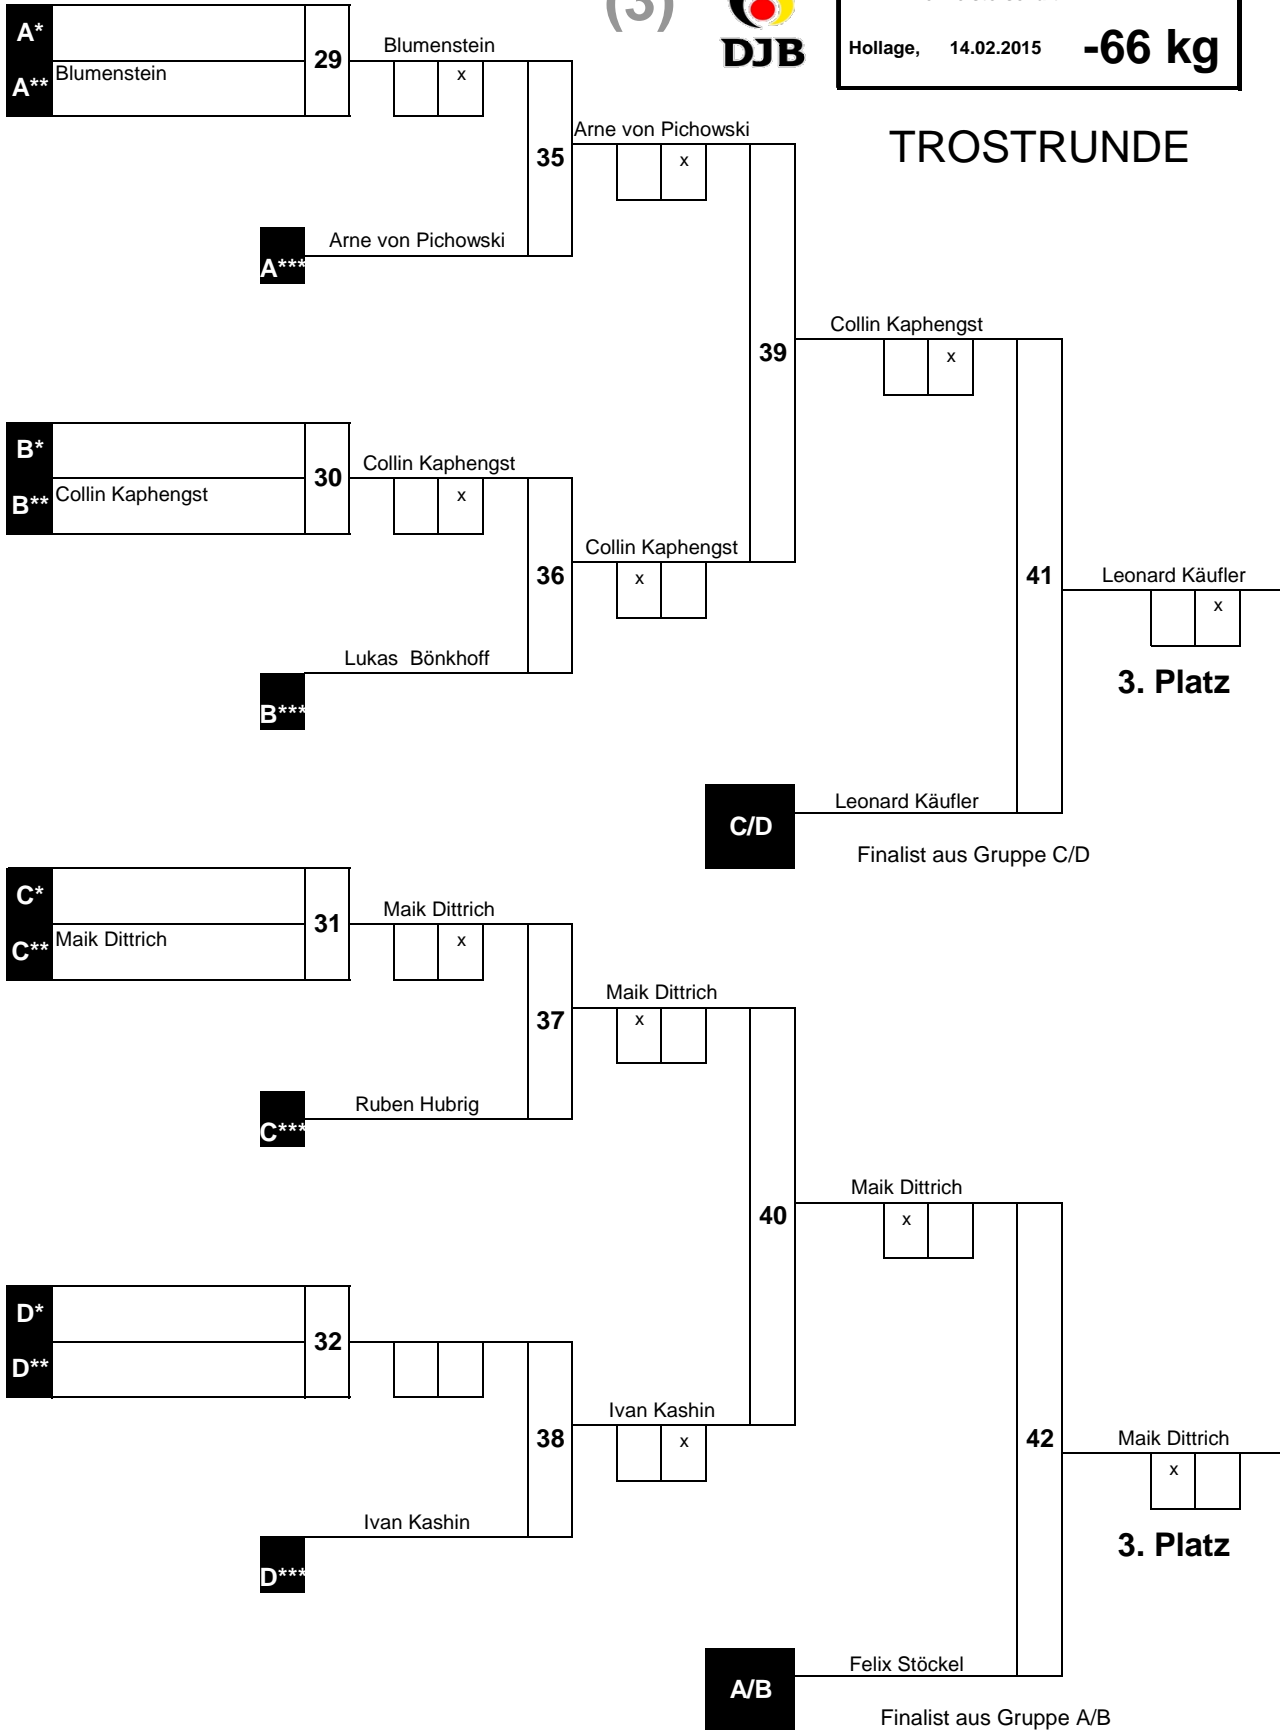 (3)
DJB
Hollage, 14.02.2015 -66 kg
TROSTRUNDE
A*
A** Blumenstein
29
Blumenstein
x
35
Arne von Pichowski
x
A***
Arne von Pichowski
39
Collin Kaphengst
x
B*
B** Collin Kaphengst
30
Collin Kaphengst
x
36
Collin Kaphengst
x
B***
Lukas Bönkhoff
41
Leonard Käufler
x
3. Platz
C/D
Leonard Käufler
Finalist aus Gruppe C/D
C*
C** Maik Dittrich
31
Maik Dittrich
x
37
Maik Dittrich
x
C***
Ruben Hubrig
40
Maik Dittrich
x
D*
D**
32
38
Ivan Kashin
x
D***
Ivan Kashin
42
Maik Dittrich
x
3. Platz
A/B
Felix Stöckel
Finalist aus Gruppe A/B